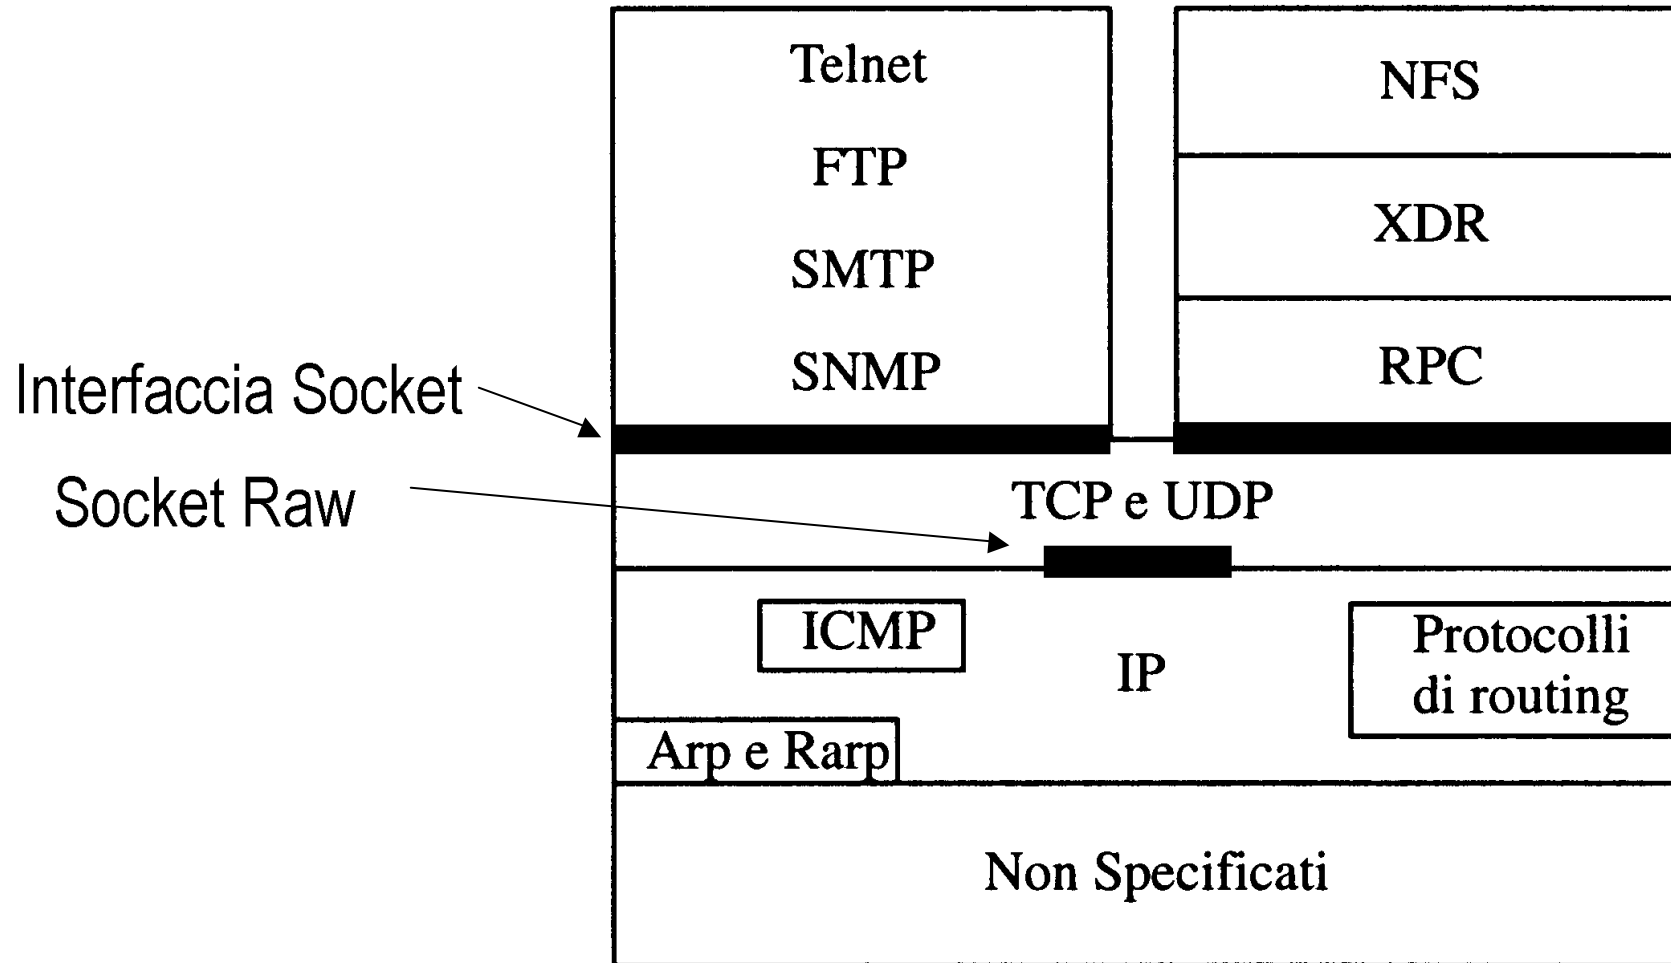 Telnet
FTP
SMTP
SNMP
NFS
XDR
RPC
Interfaccia Socket
Socket Raw
TCP e UDP
ICMP
IP
Protocolli
di routing
Arp e Rarp
Non Specificati